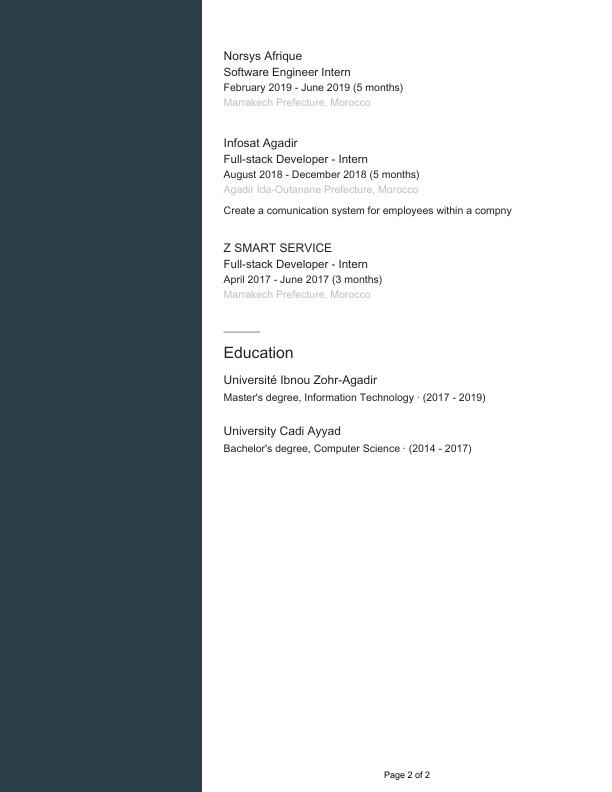 Norsys Afrique
Software Engineer Intern
February 2019 - June 2019 (5 months)
Marrakech Prefecture, Morocco
Infosat Agadir
Full-stack Developer - Intern
August 2018 - December 2018 (5 months)
Agadir Ida-Outanane Prefecture, Morocco
Create a comunication system for employees within a compny
Z SMART SERVICE
Full-stack Developer - Intern
April 2017 - June 2017 (3 months)
Marrakech Prefecture, Morocco
Education
Université Ibnou Zohr-Agadir
Master's degree, Information Technology · (2017 - 2019)
University Cadi Ayyad
Bachelor's degree, Computer Science · (2014 - 2017)
Page 2 of 2